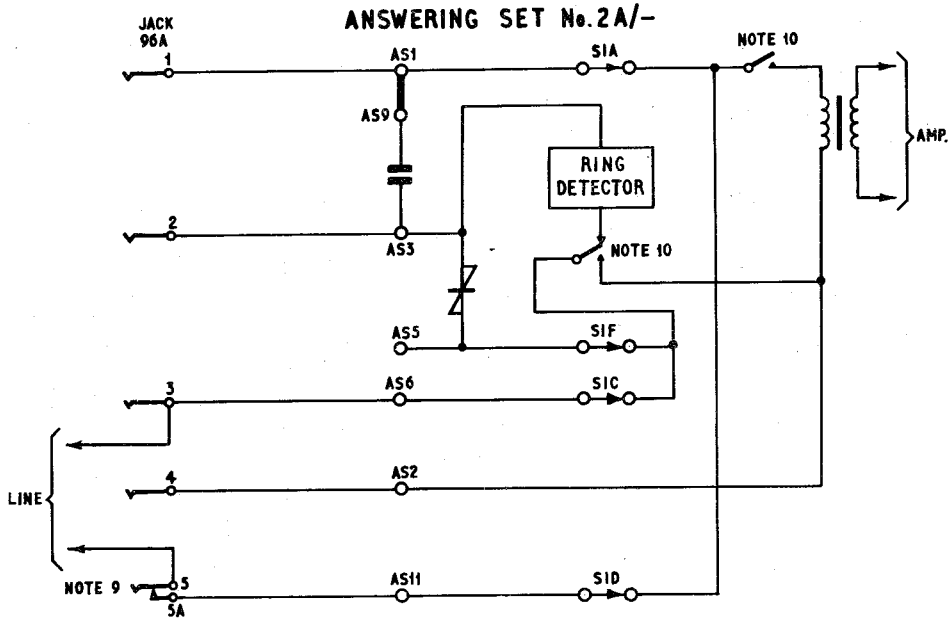 ANSWERING SET No. 2A/-
JACK
96A
1
AS1
S1A
NOTE 10
AS9
AMP.
RING
DETECTOR
2
AS3
NOTE 10
AS5
S1F
3
AS6
S1C
4
AS2
LINE
NOTE 9
5
5A
AS11
S1D